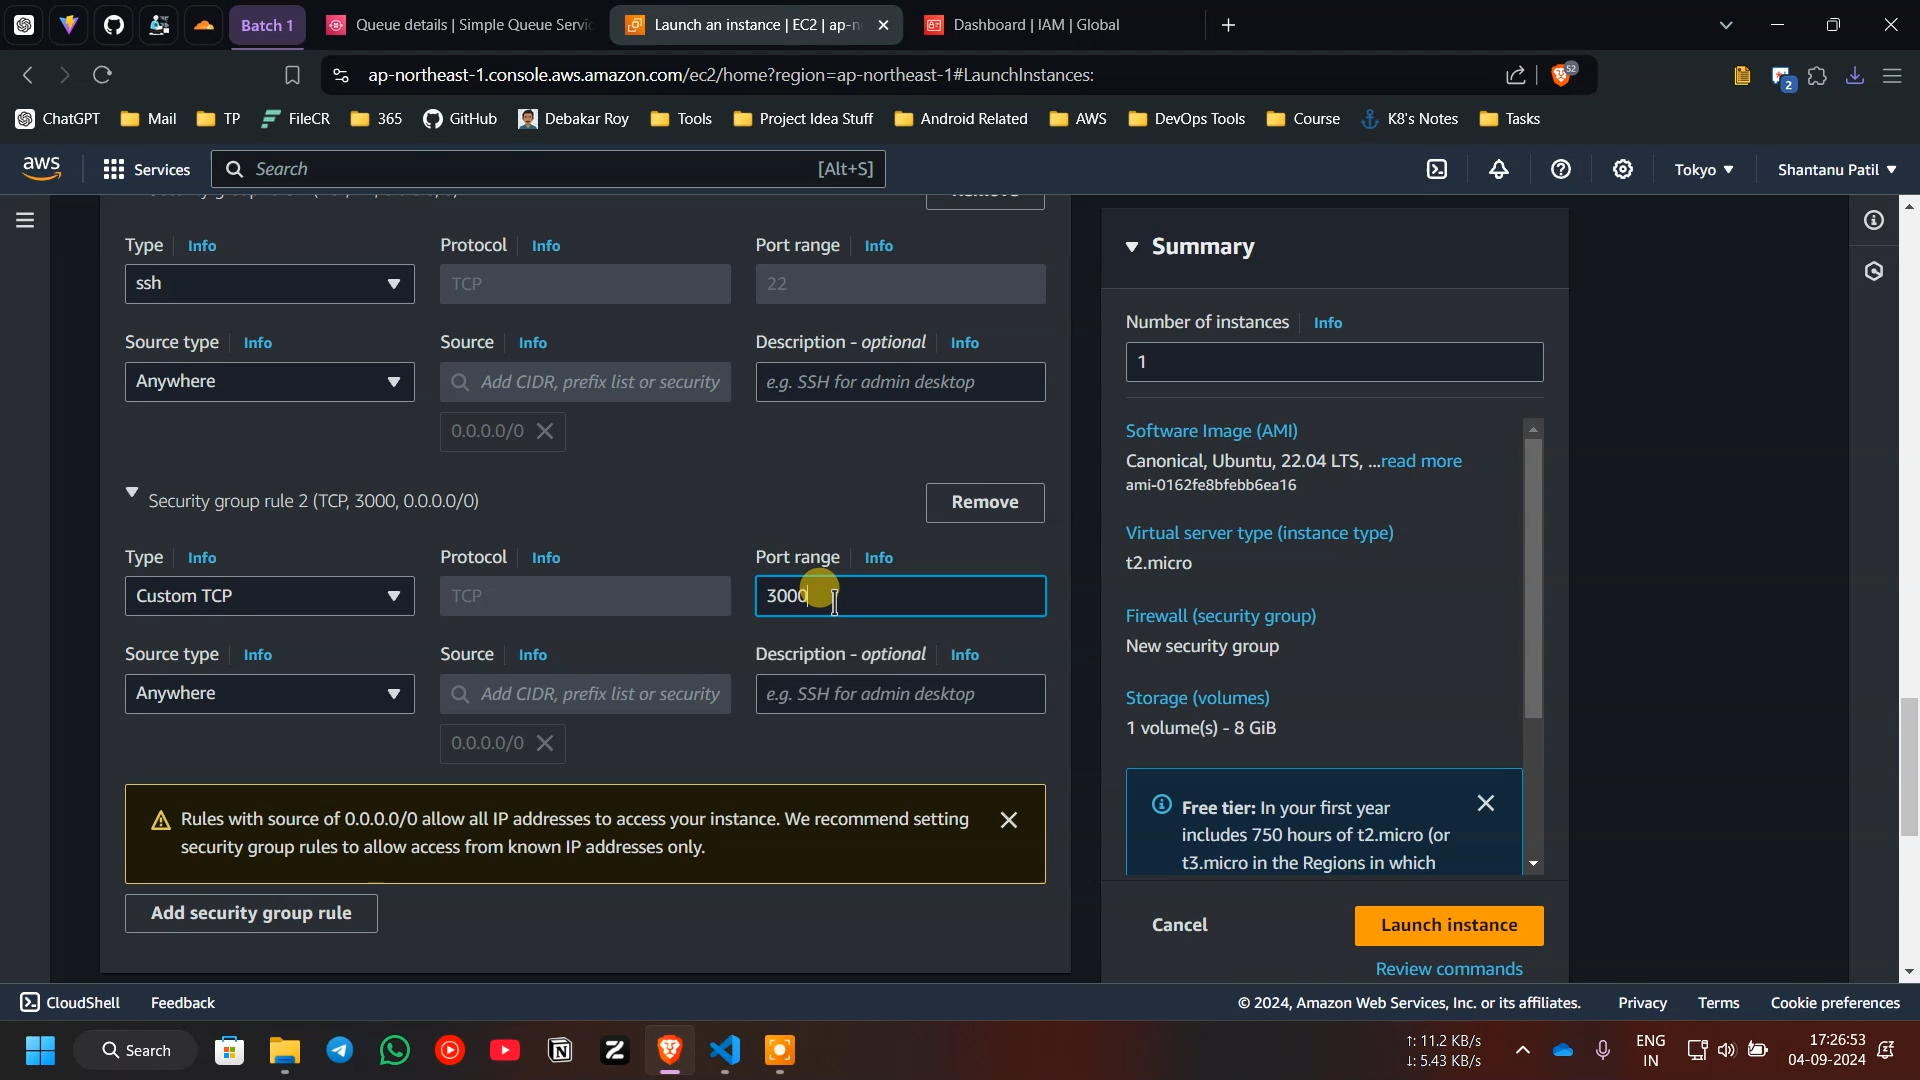 Batch 1
Queue details | Simple Queue Servic
Launch an instance | EC2 | ap-n
Dashboard | IAM | Global
ap-northeast-1.console.aws.amazon.com/ec2/home?region=ap-northeast-1#LaunchInstances:
52
2
ChatGPT Mail TP FileCR 365 GitHub Debakar Roy Tools Project Idea Stuff Android Related AWS DevOps Tools Course K8's Notes Tasks
aws Services Search [Alt+S] Tokyo Shantanu Patil
Type Info Protocol Info Port range Info
ssh TCP 22
Source type Info Source Info Description - optional Info
Anywhere Add CIDR, prefix list or security e.g. SSH for admin desktop
0.0.0.0/0
Security group rule 2 (TCP, 3000, 0.0.0.0/0) Remove
Type Info Protocol Info Port range Info
Custom TCP TCP 3000
Source type Info Source Info Description - optional Info
Anywhere Add CIDR, prefix list or security e.g. SSH for admin desktop
0.0.0.0/0
Rules with source of 0.0.0.0/0 allow all IP addresses to access your instance. We recommend setting
security group rules to allow access from known IP addresses only.
Add security group rule
Summary
Number of instances Info
1
Software Image (AMI)
Canonical, Ubuntu, 22.04 LTS, ...read more
ami-0162fe8bfebb6ea16
Virtual server type (instance type)
t2.micro
Firewall (security group)
New security group
Storage (volumes)
1 volume(s) - 8 GiB
Free tier: In your first year
includes 750 hours of t2.micro (or
t3.micro in the Regions in which
Cancel Launch instance
Review commands
CloudShell Feedback © 2024, Amazon Web Services, Inc. or its affiliates. Privacy Terms Cookie preferences
Search
↑: 11.2 KB/s
↓: 5.43 KB/s
ENG
IN
17:26:53
04-09-2024